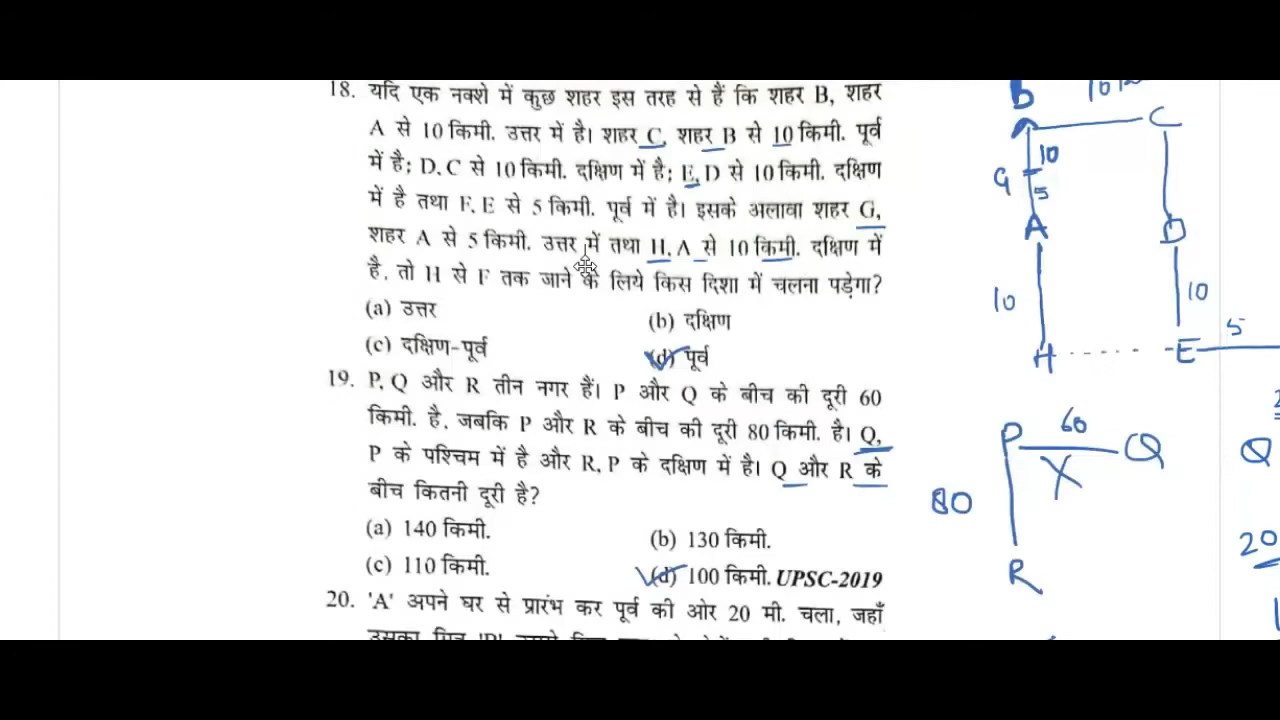 18. यदि एक नक्शे में कुछ शहर इस तरह से हैं कि शहर B, शहर
A से 10 किमी. उत्तर में है। शहर C, शहर B से 10 किमी. पूर्व
में है; D, C से 10 किमी. दक्षिण में है; E, D से 10 किमी. दक्षिण
में है तथा F, E से 5 किमी. पूर्व में है। इसके अलावा शहर G,
शहर A से 5 किमी. उत्तर में तथा H, A से 10 किमी. दक्षिण में
है, तो H से F तक जाने के लिये किस दिशा में चलना पड़ेगा?
(a) उत्तर
(b) दक्षिण
(c) दक्षिण-पूर्व
(d) पूर्व
19. P, Q और R तीन नगर हैं। P और Q के बीच की दूरी 60
किमी. है, जबकि P और R के बीच की दूरी 80 किमी. है। Q,
P के पश्चिम में है और R, P के दक्षिण में है। Q और R के
बीच कितनी दूरी है?
(a) 140 किमी.
(b) 130 किमी.
(c) 110 किमी.
(d) 100 किमी. UPSC-2019
20. 'A' अपने घर से प्रारंभ कर पूर्व की ओर 20 मी. चला, जहाँ
उसका मित्र 'B'
B
C
10
G
5
A
D
10
10
5
H
E
P
60
Q
X
80
R
Q
20